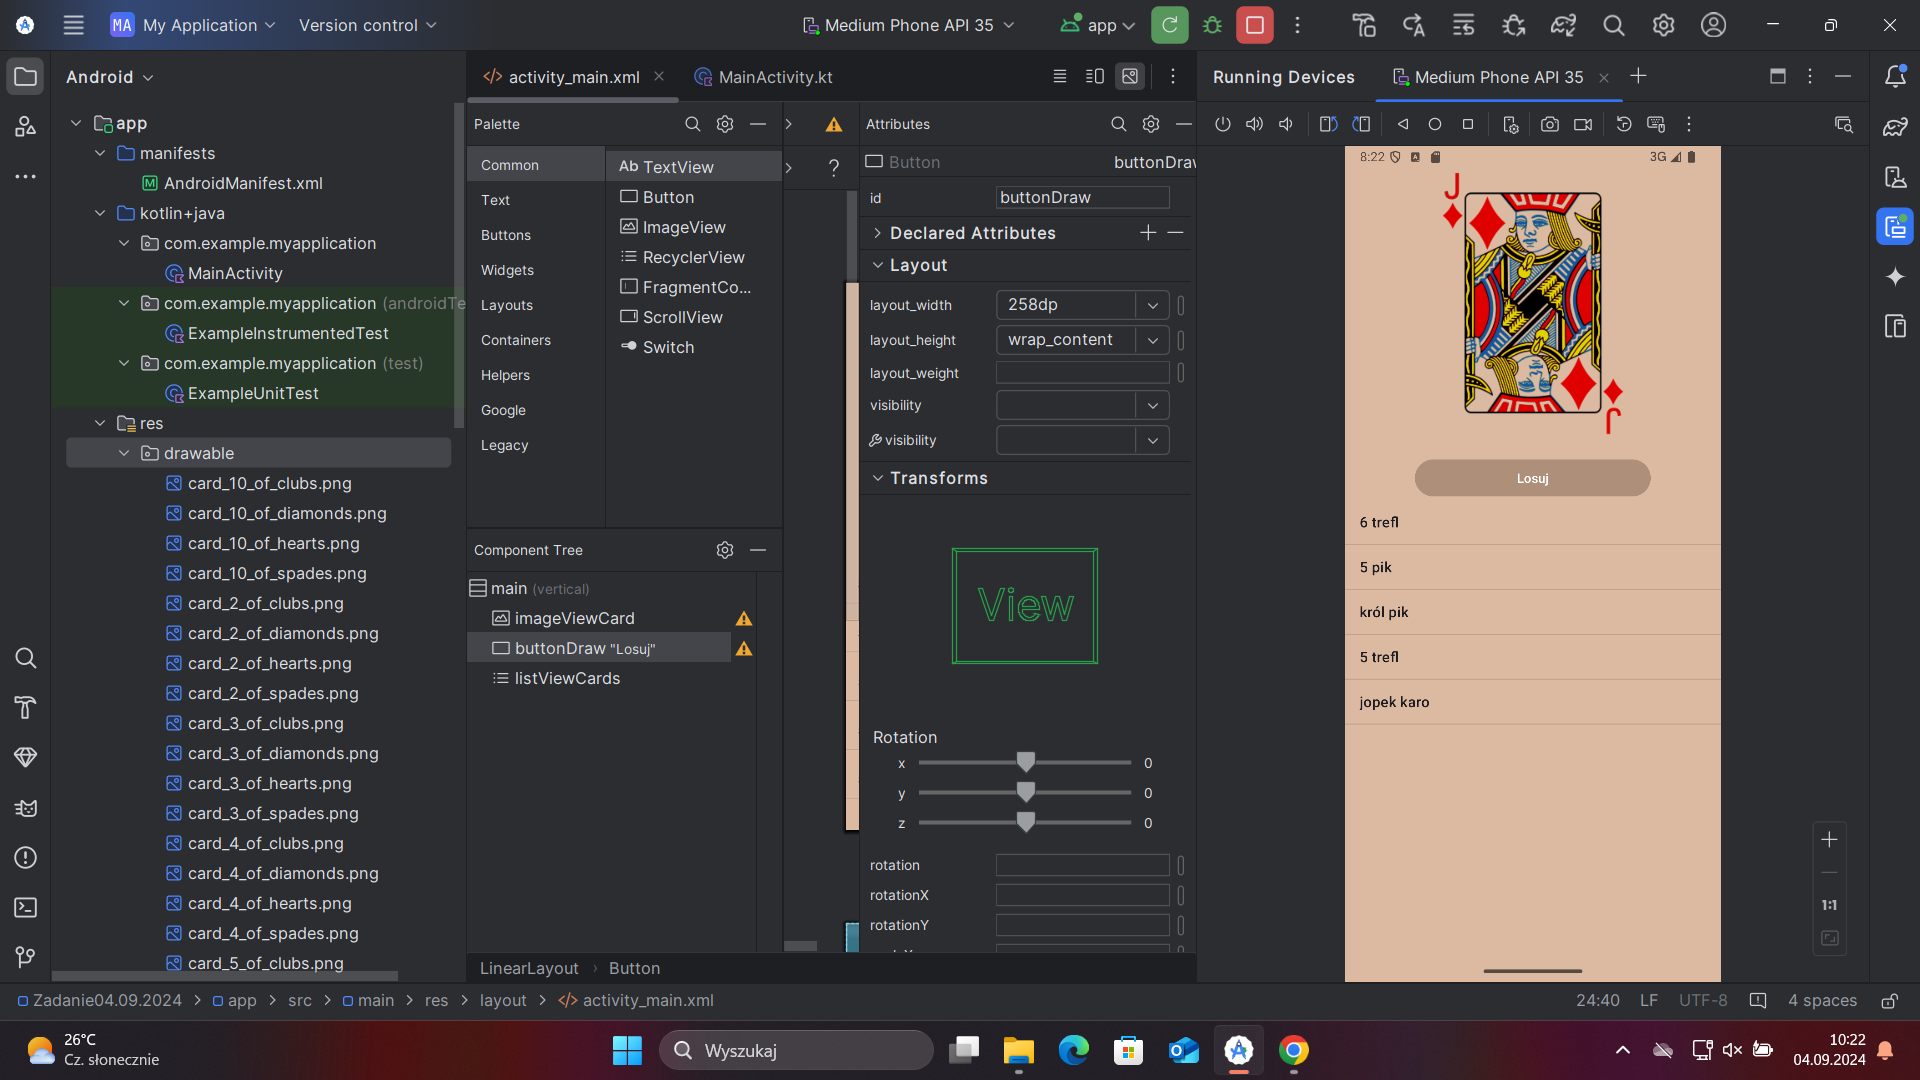 MA My Application
Version control
Medium Phone API 35
app
Android
activity_main.xml
MainActivity.kt
Running Devices
Medium Phone API 35
app
manifests
AndroidManifest.xml
kotlin+java
com.example.myapplication
MainActivity
com.example.myapplication (androidTe
ExampleInstrumentedTest
com.example.myapplication (test)
ExampleUnitTest
res
drawable
card_10_of_clubs.png
card_10_of_diamonds.png
card_10_of_hearts.png
card_10_of_spades.png
card_2_of_clubs.png
card_2_of_diamonds.png
card_2_of_hearts.png
card_2_of_spades.png
card_3_of_clubs.png
card_3_of_diamonds.png
card_3_of_hearts.png
card_3_of_spades.png
card_4_of_clubs.png
card_4_of_diamonds.png
card_4_of_hearts.png
card_4_of_spades.png
card_5_of_clubs.png
Palette
Common
Text
Buttons
Widgets
Layouts
Containers
Helpers
Google
Legacy
Ab TextView
Button
ImageView
RecyclerView
FragmentCo...
ScrollView
Switch
Component Tree
main (vertical)
imageViewCard
buttonDraw "Losuj"
listViewCards
?
Attributes
Button
buttonDraw
id
buttonDraw
Declared Attributes
Layout
layout_width
258dp
layout_height
wrap_content
layout_weight
visibility
visibility
Transforms
View
Rotation
x 0
y 0
z 0
rotation
rotationX
rotationY
LinearLayout › Button
8:22
3G
J
J
Losuj
6 trefl
5 pik
król pik
5 trefl
jopek karo
1:1
Zadanie04.09.2024 > app > src > main > res > layout > activity_main.xml
24:40
LF
UTF-8
4 spaces
26°C
Cz. słonecznie
Wyszukaj
10:22
04.09.2024